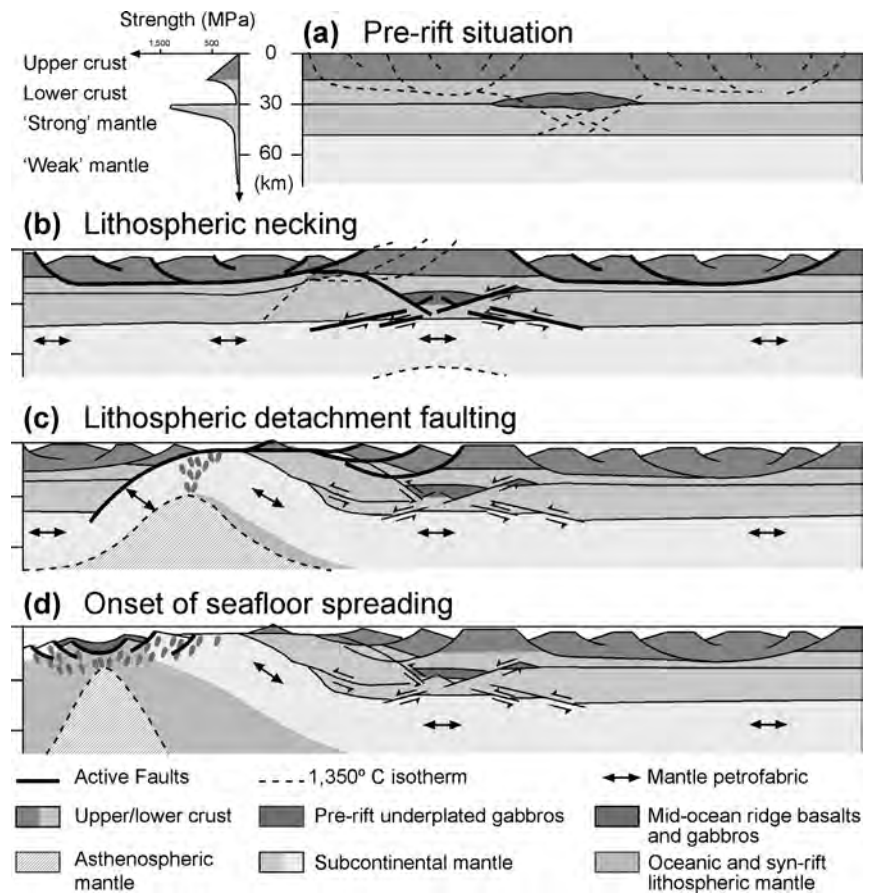 Strength (MPa)
1,500 500
(a) Pre-rift situation
Upper crust
Lower crust
'Strong' mantle
'Weak' mantle
0
30
60
(km)
(b) Lithospheric necking
(c) Lithospheric detachment faulting
(d) Onset of seafloor spreading
Active Faults
1,350º C isotherm
Mantle petrofabric
Upper/lower crust
Pre-rift underplated gabbros
Mid-ocean ridge basalts
and gabbros
Asthenospheric
mantle
Subcontinental mantle
Oceanic and syn-rift
lithospheric mantle